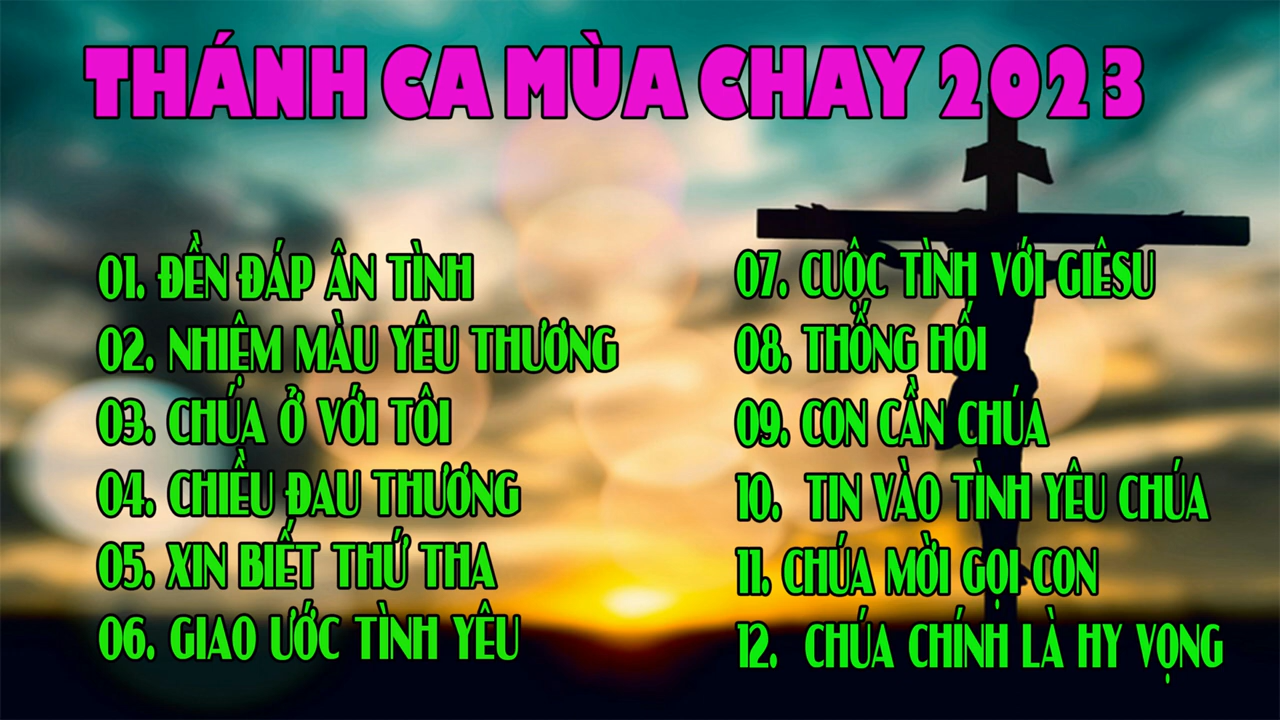 THÁNH CA MÙA CHAY 2023
01. ĐỀN ĐÁP ÂN TÌNH
02. NHIỆM MÀU YÊU THƯƠNG
03. CHÚA Ở VỚI TÔI
04. CHIỀU ĐAU THƯƠNG
05. XIN BIẾT THỨ THA
06. GIAO ƯỚC TÌNH YÊU
07. CUỘC TÌNH VỚI GIÊSU
08. THỐNG HỐI
09. CON CẦN CHÚA
10. TIN VÀO TÌNH YÊU CHÚA
11. CHÚA MỜI GỌI CON
12. CHÚA CHÍNH LÀ HY VỌNG